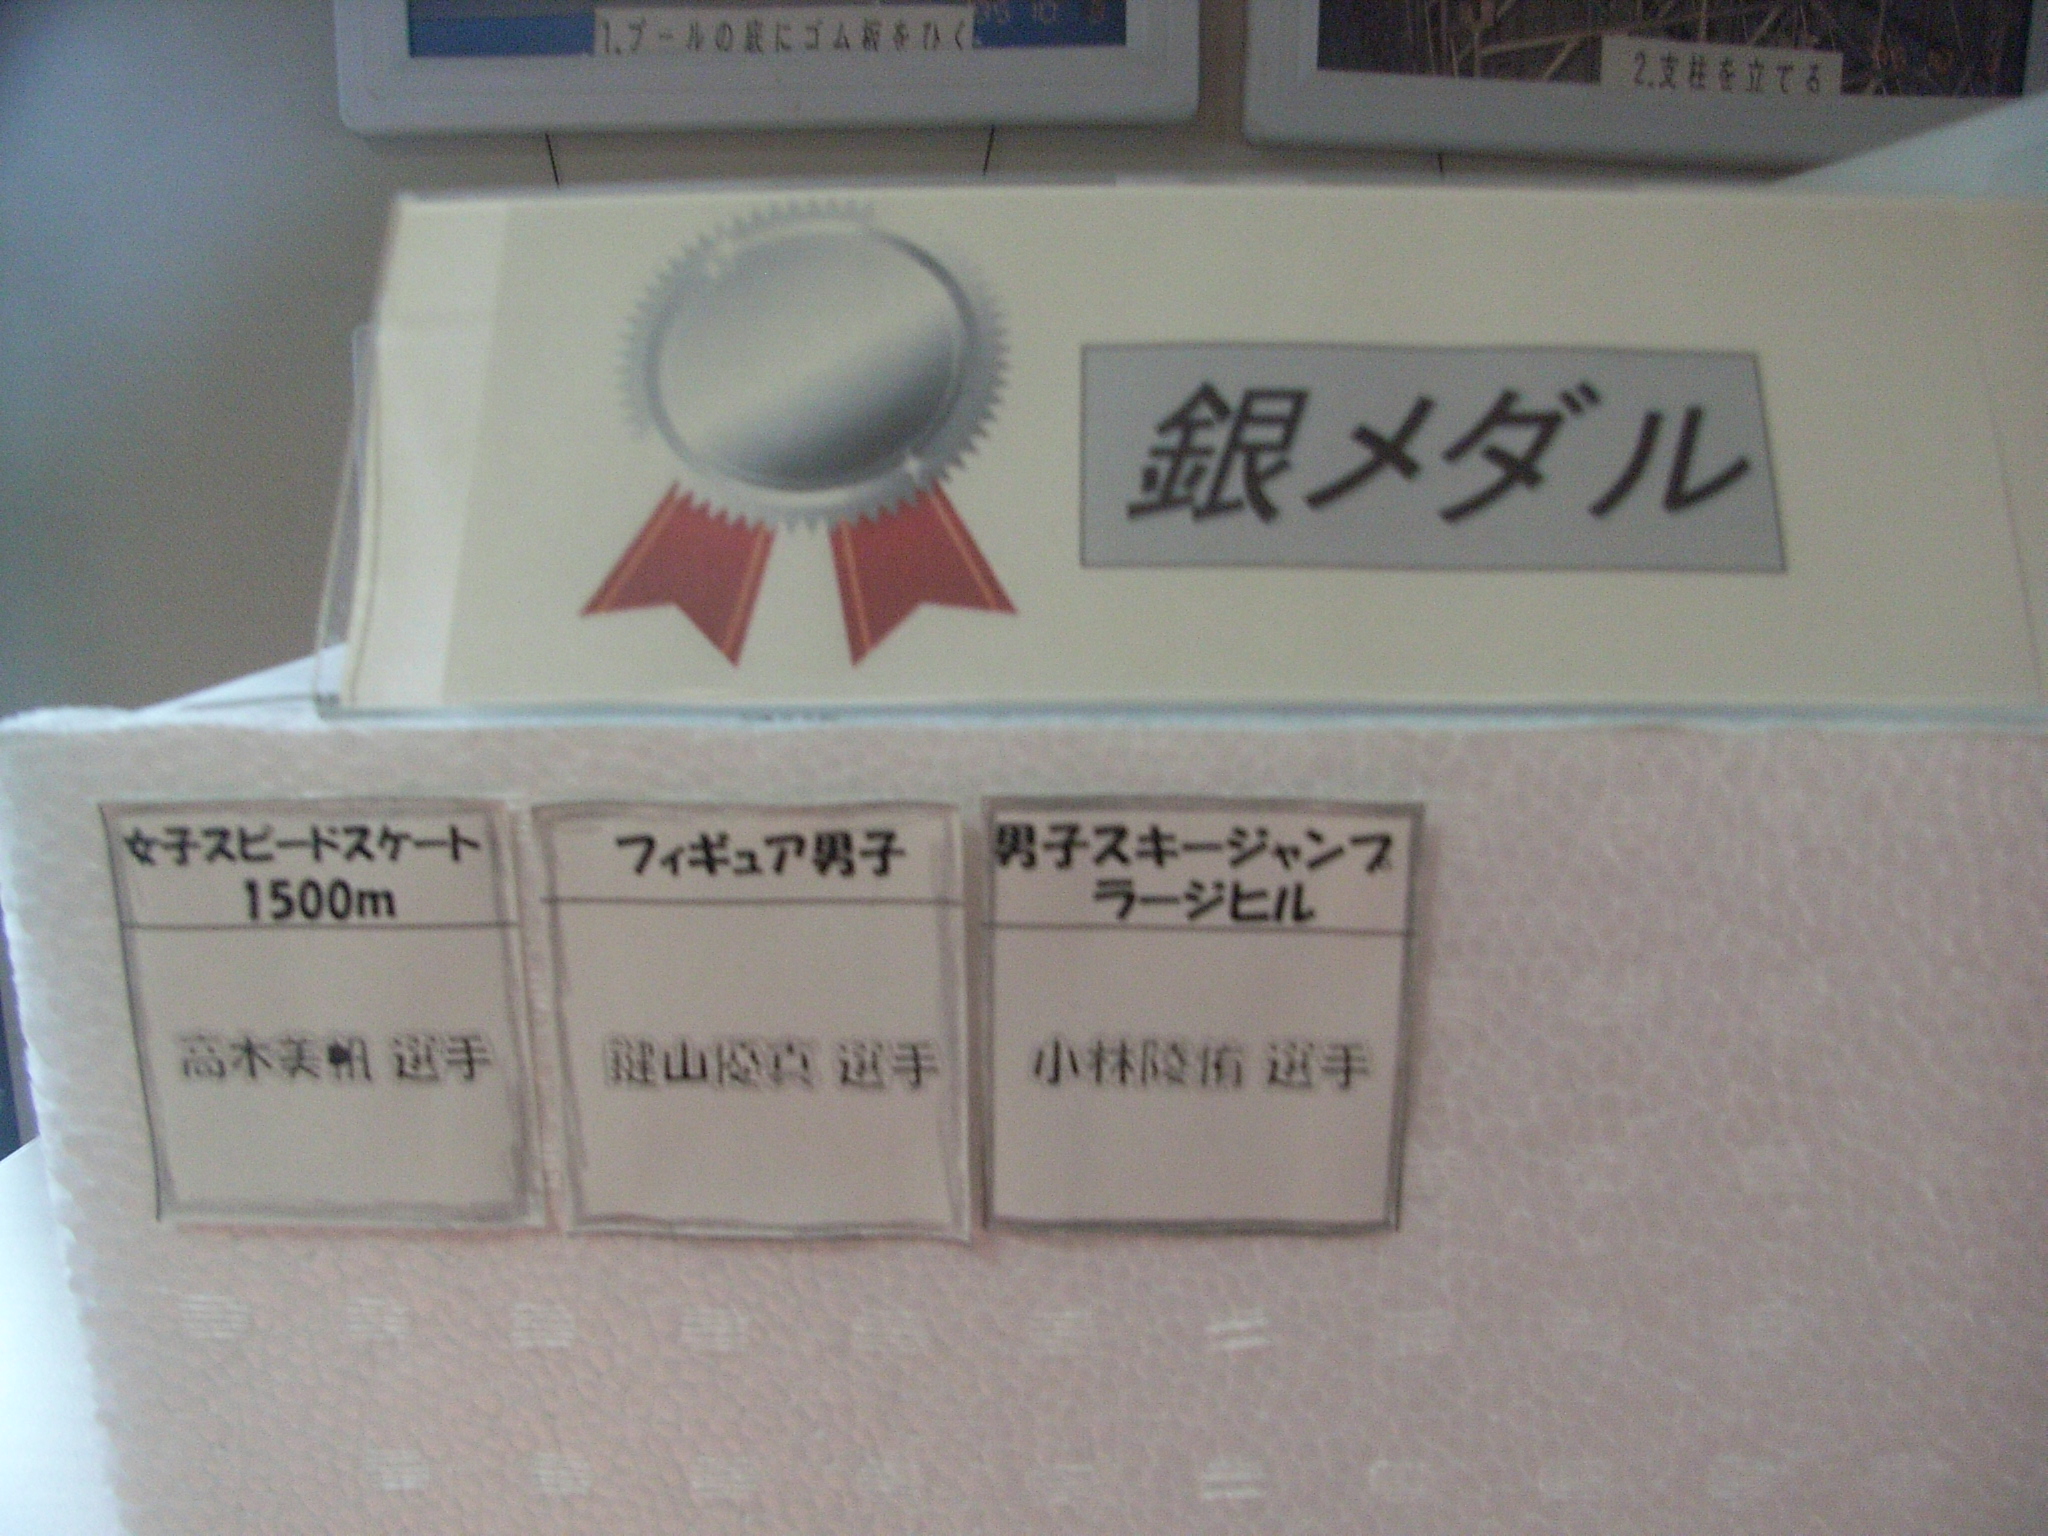 1.プールの底にゴム板をひく
2.支柱を立てる
銀メダル
女子スピードスケート
1500m
高木美帆 選手
フィギュア男子
鍵山優真 選手
男子スキージャンプ
ラージヒル
小林陵侑 選手